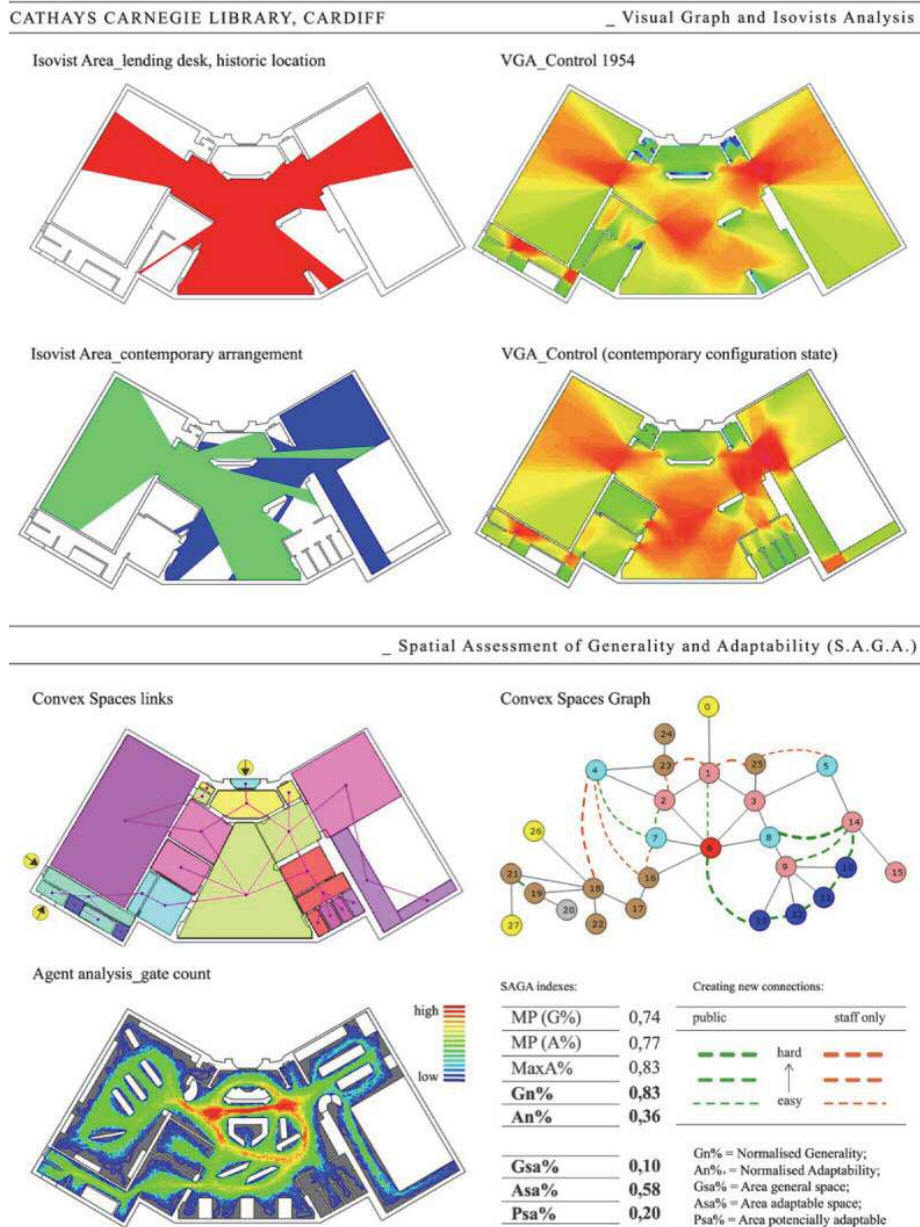 CATHAYS CARNEGIE LIBRARY, CARDIFF
_ Visual Graph and Isovists Analysis
Isovist Area_lending desk, historic location
VGA_Control 1954
Isovist Area_contemporary arrangement
VGA_Control (contemporary configuration state)
_ Spatial Assessment of Generality and Adaptability (S.A.G.A.)
Convex Spaces links
Convex Spaces Graph
0
24
4
23
1
25
5
2
3
14
26
7
6
8
21
18
16
9
15
19
20
17
27
22
Agent analysis_gate count
high
low
SAGA indexes:
MP (G%) 0,74
MP (A%) 0,77
MaxA% 0,83
Gn% 0,83
An% 0,36
Gsa% 0,10
Asa% 0,58
Psa% 0,20
Creating new connections:
public staff only
hard
easy
Gn% = Normalised Generality;
An%, = Normalised Adaptability;
Gsa% = Area general space;
Asa% = Area adaptable space;
Psa% = Area potencially adaptable